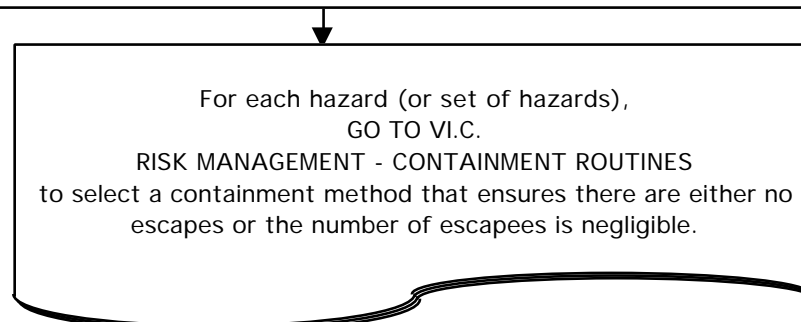 For each hazard (or set of hazards),
GO TO VI.C.
RISK MANAGEMENT - CONTAINMENT ROUTINES
to select a containment method that ensures there are either no
escapes or the number of escapees is negligible.